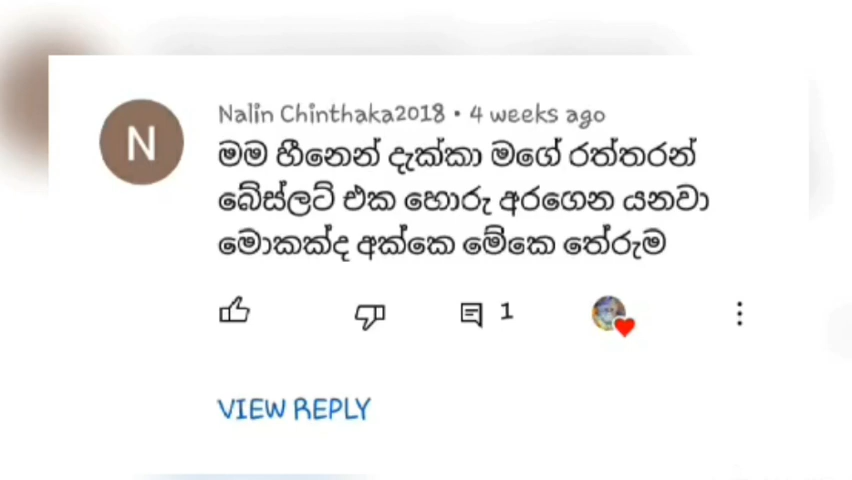 N
Nalin Chinthaka2018 • 4 weeks ago
මම හීනෙන් දැක්කා මගේ රත්තරන්
බේස්ලට් එක හොරු අරගෙන යනවා
මොකක්ද අක්කෙ මේකෙ තේරුම
1
VIEW REPLY